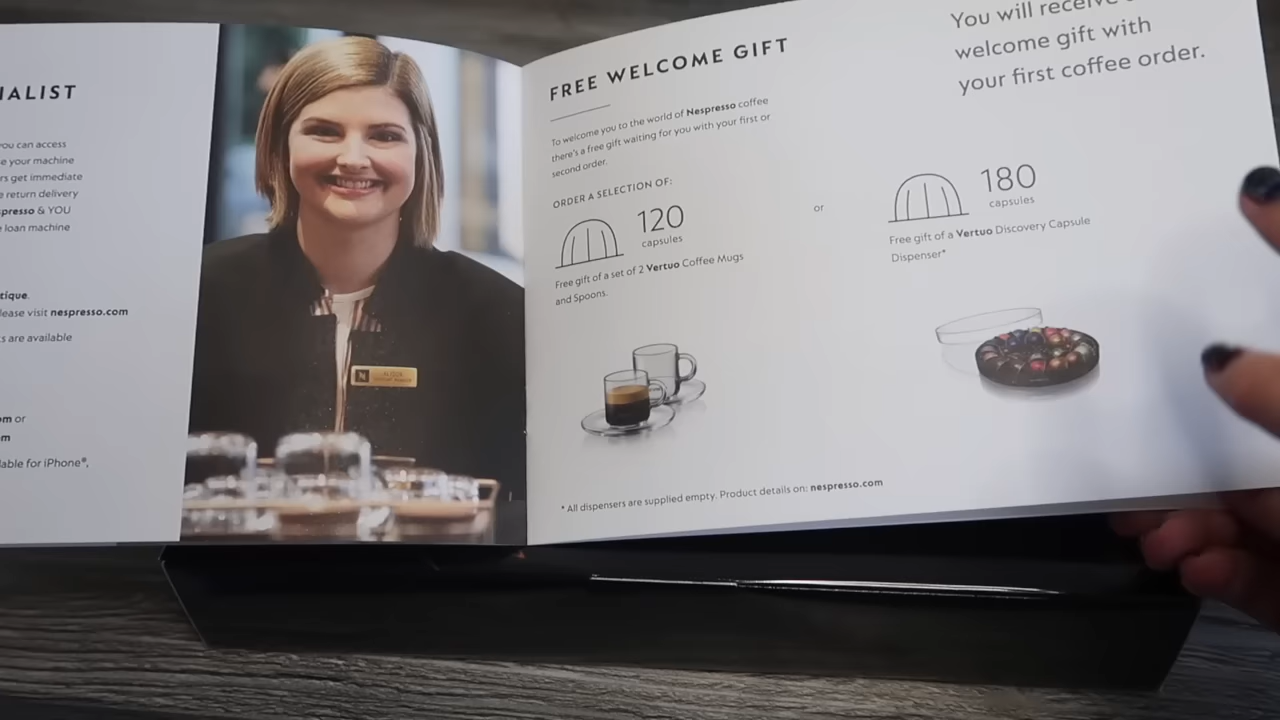 IALIST
ou can access
e your machine
rs get immediate
e return delivery
presso & YOU
e loan machine
tique.
lease visit nespresso.com
s are available
om or
m
lable for iPhone®,
FREE WELCOME GIFT
To welcome you to the world of Nespresso coffee
there's a free gift waiting for you with your first or
second order.
ORDER A SELECTION OF:
120
capsules
Free gift of a set of 2 Vertuo Coffee Mugs
and Spoons.
or
You will receive
welcome gift with
your first coffee order.
180
capsules
Free gift of a Vertuo Discovery Capsule
Dispenser*
* All dispensers are supplied empty. Product details on: nespresso.com